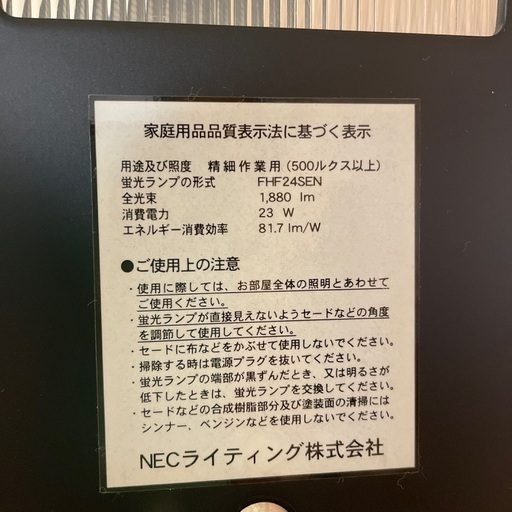 家庭用品品質表示法に基づく表示
用途及び照度 精細作業用(500ルクス以上)
蛍光ランプの形式 FHF24SEN
全光束 1,880 lm
消費電力 23 W
エネルギー消費効率 81.7 lm/W
●ご使用上の注意
・使用に際しては、お部屋全体の照明とあわせて
ご使用ください。
・蛍光ランプが直接見えないようセードなどの角度
を調節して使用してください。
・セードに布などをかぶせて使用しないでください。
・掃除する時は電源プラグを抜いてください。
・蛍光ランプの端部が黒ずんだとき、又は明るさが
低下したときは、蛍光ランプを交換してください。
・セードなどの合成樹脂部分及び塗装面の清掃には
シンナー、ベンジンなどを使用しないでください。
NECライティング株式会社